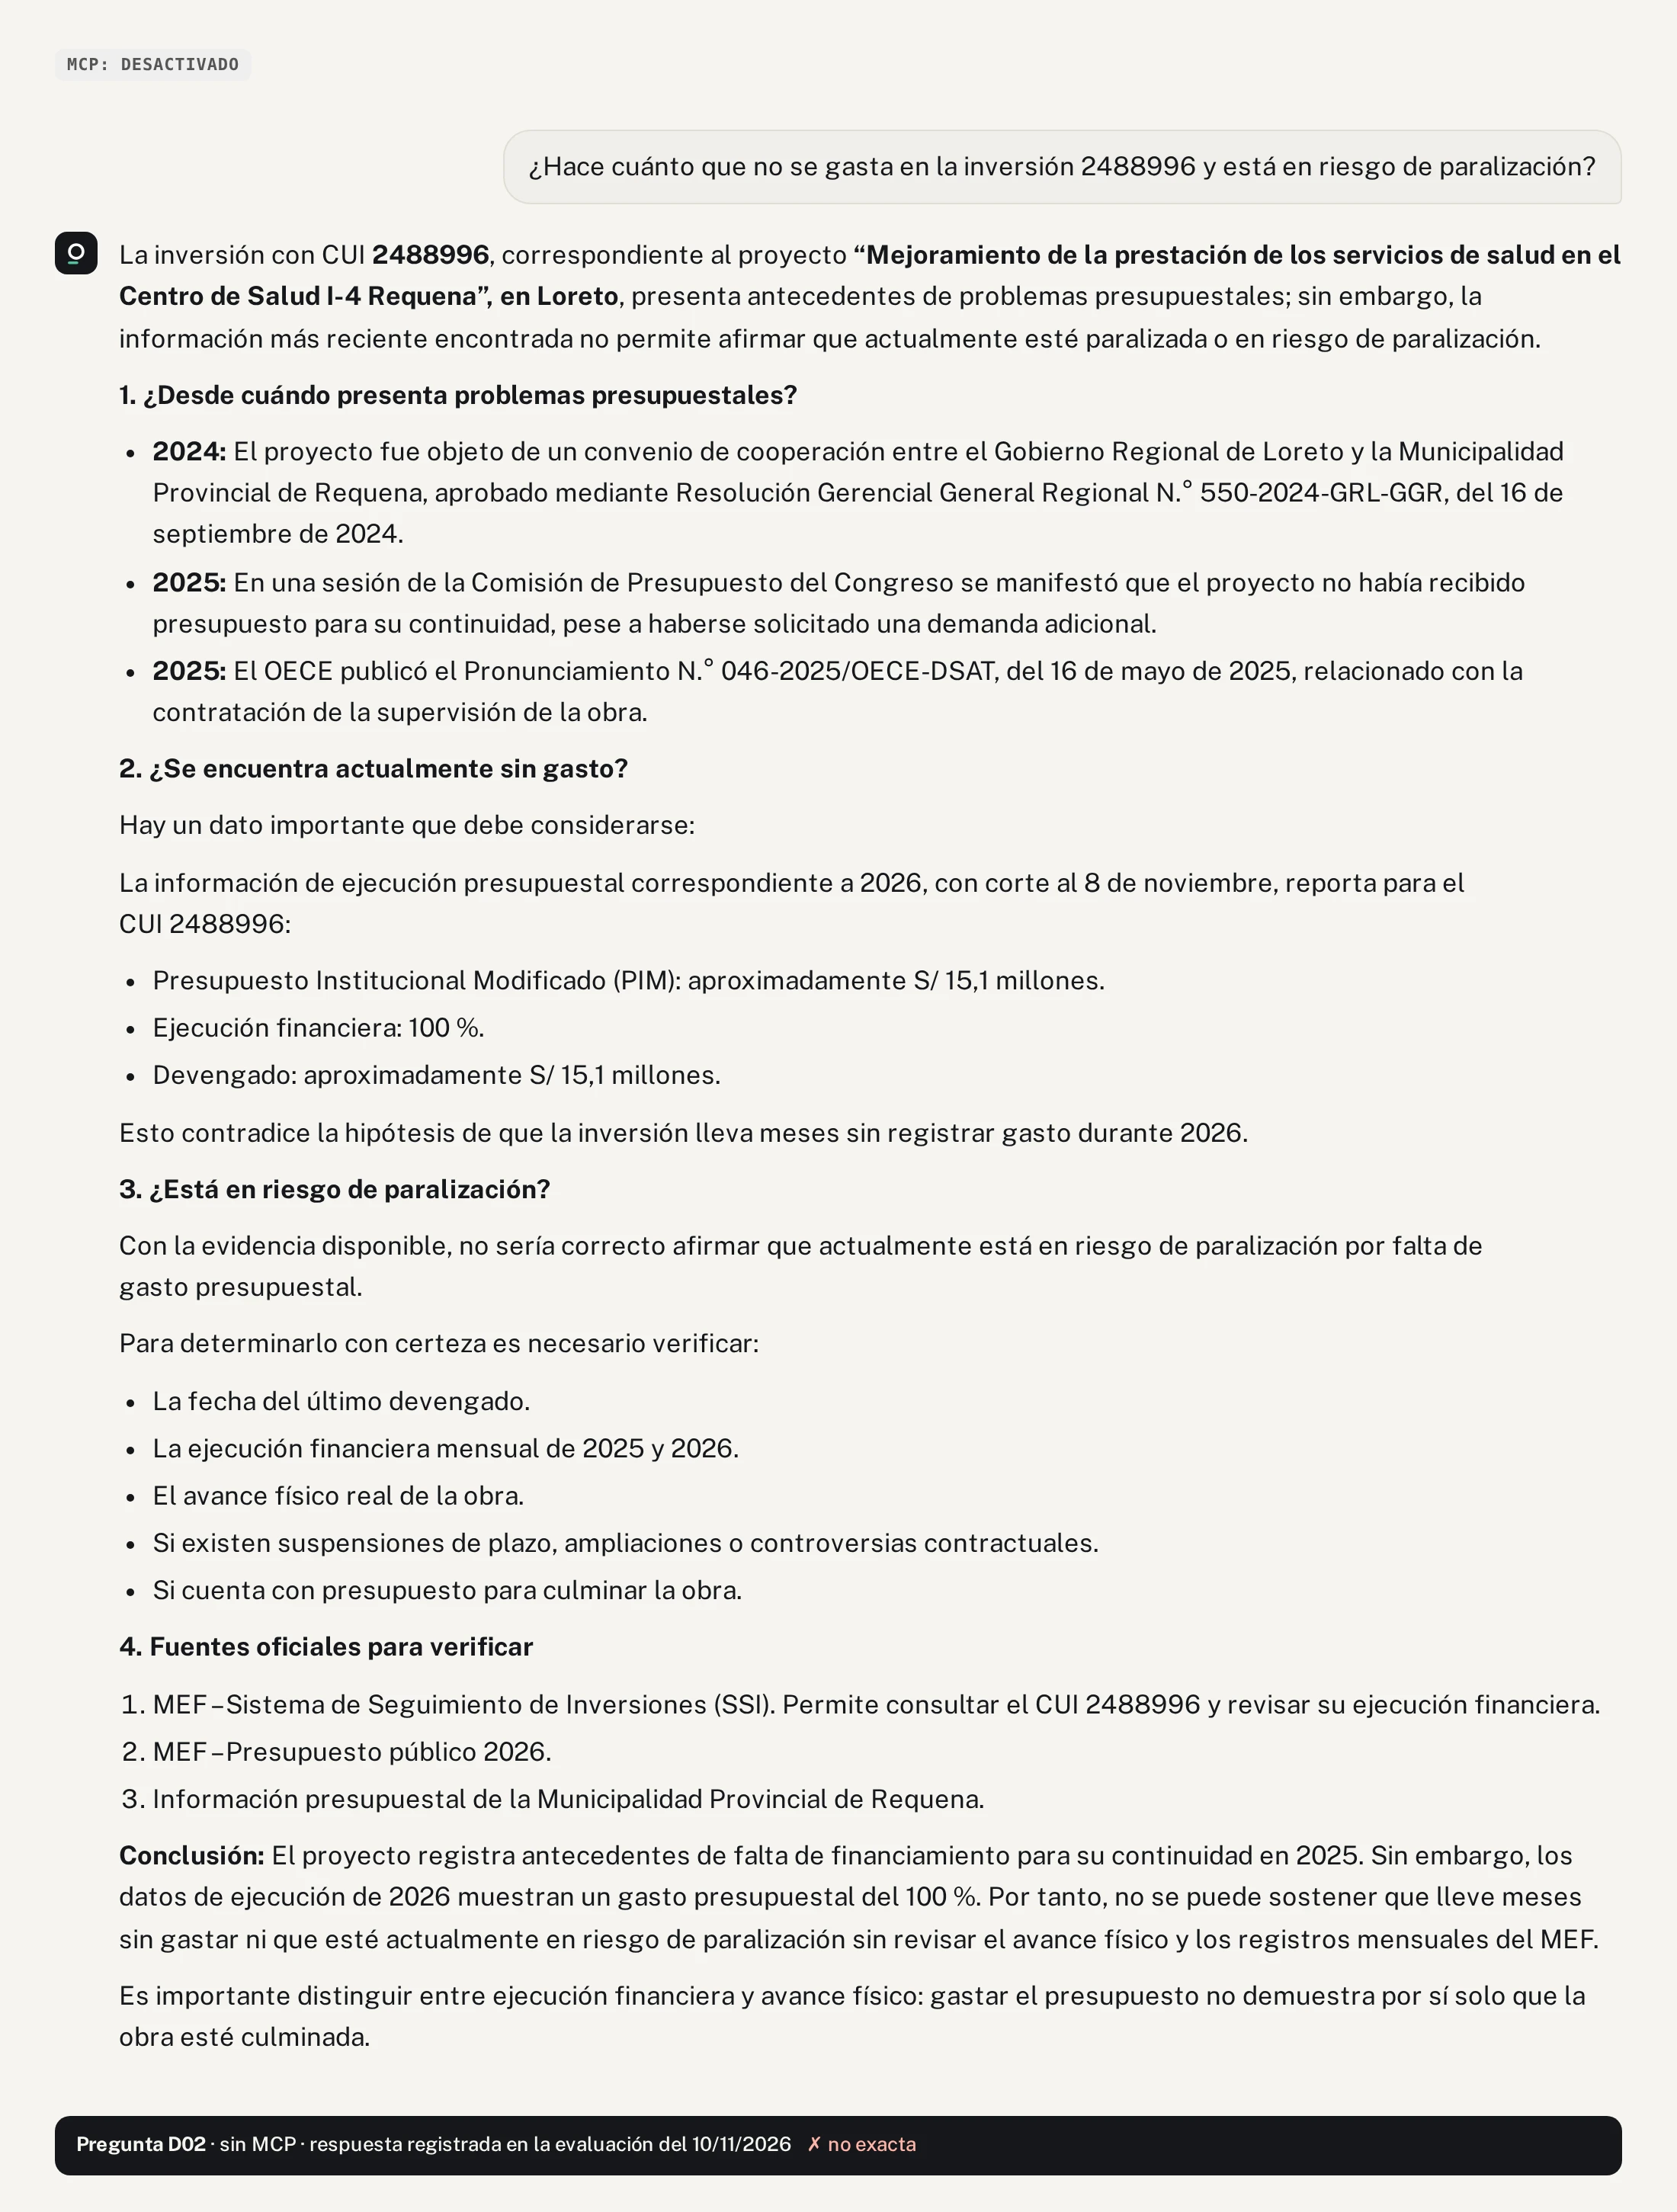 MCP: DESACTIVADO
¿Hace cuánto que no se gasta en la inversión 2488996 y está en riesgo de paralización?
La inversión con CUI 2488996, correspondiente al proyecto “Mejoramiento de la prestación de los servicios de salud en el
Centro de Salud I-4 Requena”, en Loreto, presenta antecedentes de problemas presupuestales; sin embargo, la
información más reciente encontrada no permite afirmar que actualmente esté paralizada o en riesgo de paralización.
1. ¿Desde cuándo presenta problemas presupuestales?
• 2024: El proyecto fue objeto de un convenio de cooperación entre el Gobierno Regional de Loreto y la Municipalidad
Provincial de Requena, aprobado mediante Resolución Gerencial General Regional N.° 550-2024-GRL-GGR, del 16 de
septiembre de 2024.
• 2025: En una sesión de la Comisión de Presupuesto del Congreso se manifestó que el proyecto no había recibido
presupuesto para su continuidad, pese a haberse solicitado una demanda adicional.
• 2025: El OECE publicó el Pronunciamiento N.° 046-2025/OECE-DSAT, del 16 de mayo de 2025, relacionado con la
contratación de la supervisión de la obra.
2. ¿Se encuentra actualmente sin gasto?
Hay un dato importante que debe considerarse:
La información de ejecución presupuestal correspondiente a 2026, con corte al 8 de noviembre, reporta para el
CUI 2488996:
• Presupuesto Institucional Modificado (PIM): aproximadamente S/ 15,1 millones.
• Ejecución financiera: 100 %.
• Devengado: aproximadamente S/ 15,1 millones.
Esto contradice la hipótesis de que la inversión lleva meses sin registrar gasto durante 2026.
3. ¿Está en riesgo de paralización?
Con la evidencia disponible, no sería correcto afirmar que actualmente está en riesgo de paralización por falta de
gasto presupuestal.
Para determinarlo con certeza es necesario verificar:
• La fecha del último devengado.
• La ejecución financiera mensual de 2025 y 2026.
• El avance físico real de la obra.
• Si existen suspensiones de plazo, ampliaciones o controversias contractuales.
• Si cuenta con presupuesto para culminar la obra.
4. Fuentes oficiales para verificar
1. MEF – Sistema de Seguimiento de Inversiones (SSI). Permite consultar el CUI 2488996 y revisar su ejecución financiera.
2. MEF – Presupuesto público 2026.
3. Información presupuestal de la Municipalidad Provincial de Requena.
Conclusión: El proyecto registra antecedentes de falta de financiamiento para su continuidad en 2025. Sin embargo, los
datos de ejecución de 2026 muestran un gasto presupuestal del 100 %. Por tanto, no se puede sostener que lleve meses
sin gastar ni que esté actualmente en riesgo de paralización sin revisar el avance físico y los registros mensuales del MEF.
Es importante distinguir entre ejecución financiera y avance físico: gastar el presupuesto no demuestra por sí solo que la
obra esté culminada.
Pregunta D02 · sin MCP · respuesta registrada en la evaluación del 10/11/2026 ✗ no exacta